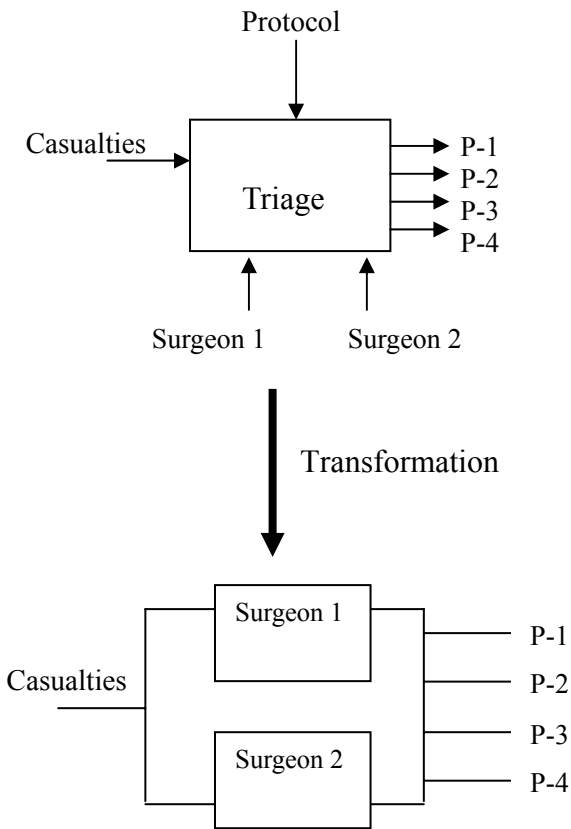 Protocol
Casualties
P-1
P-2
Triage
P-3
P-4
Surgeon 1
Surgeon 2
Transformation
Surgeon 1
P-1
Casualties
P-2
P-3
Surgeon 2
P-4